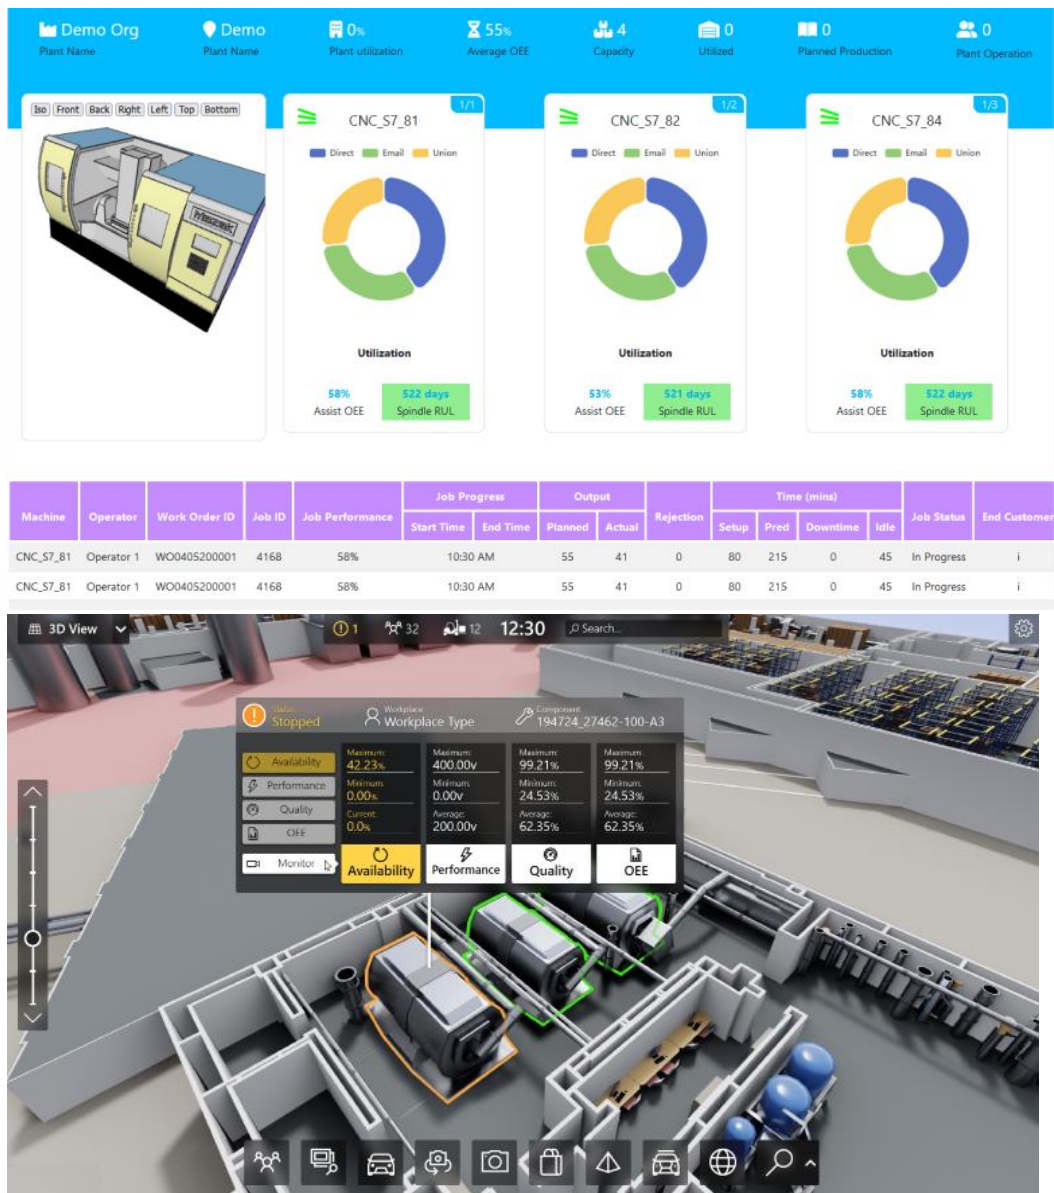 Demo Org
Plant Name
Demo
Plant Name
0%
Plant utilization
55%
Average OEE
4
Capacity
0
Utilized
0
Planned Production
0
Plant Operation
Iso Front Back Right Left Top Bottom
1/1
CNC_S7_81
Direct Email Union
Utilization
58%
Assist OEE
522 days
Spindle RUL
1/2
CNC_S7_82
Direct Email Union
Utilization
53%
Assist OEE
521 days
Spindle RUL
1/3
CNC_S7_84
Direct Email Union
Utilization
58%
Assist OEE
522 days
Spindle RUL
Job Progress Output Time (mins)
Machine Operator Work Order ID Job ID Job Performance Start Time End Time Planned Actual Rejection Setup Pred Downtime Idle Job Status End Customer
CNC_S7_81 Operator 1 WO0405200001 4168 58% 10:30 AM 55 41 0 80 215 0 45 In Progress i
CNC_S7_81 Operator 1 WO0405200001 4168 58% 10:30 AM 55 41 0 80 215 0 45 In Progress i
3D View 1 32 12 12:30 Search...
Status
Stopped
Workplace
Workplace Type
Component
194724_27462-100-A3
Availability
Performance
Quality
OEE
Monitor
Maximum:
42.23%
Minimum:
0.00%
Current:
0.0%
Availability
Maximum:
400.00v
Minimum:
0.00v
Average:
200.00v
Performance
Maximum:
99.21%
Minimum:
24.53%
Average:
62.35%
Quality
Maximum:
99.21%
Minimum:
24.53%
Average:
62.35%
OEE